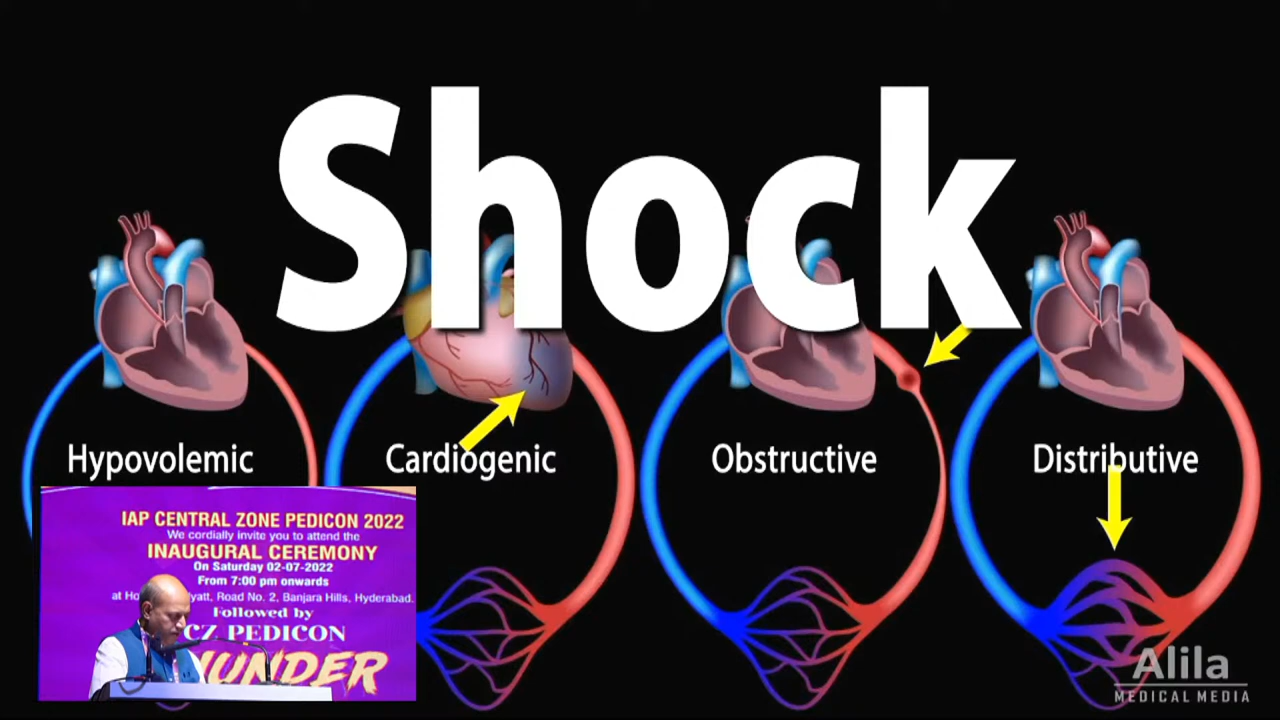 Shock
Hypovolemic
Cardiogenic
Obstructive
Distributive
IAP CENTRAL ZONE PEDICON 2022
We cordially invite you to attend the
INAUGURAL CEREMONY
On Saturday 02-07-2022
From 7:00 pm onwards
at Road No. 2, Banjara Hills, Hyderabad.
Followed by
CZ PEDICON
Alila
MEDICAL MEDIA